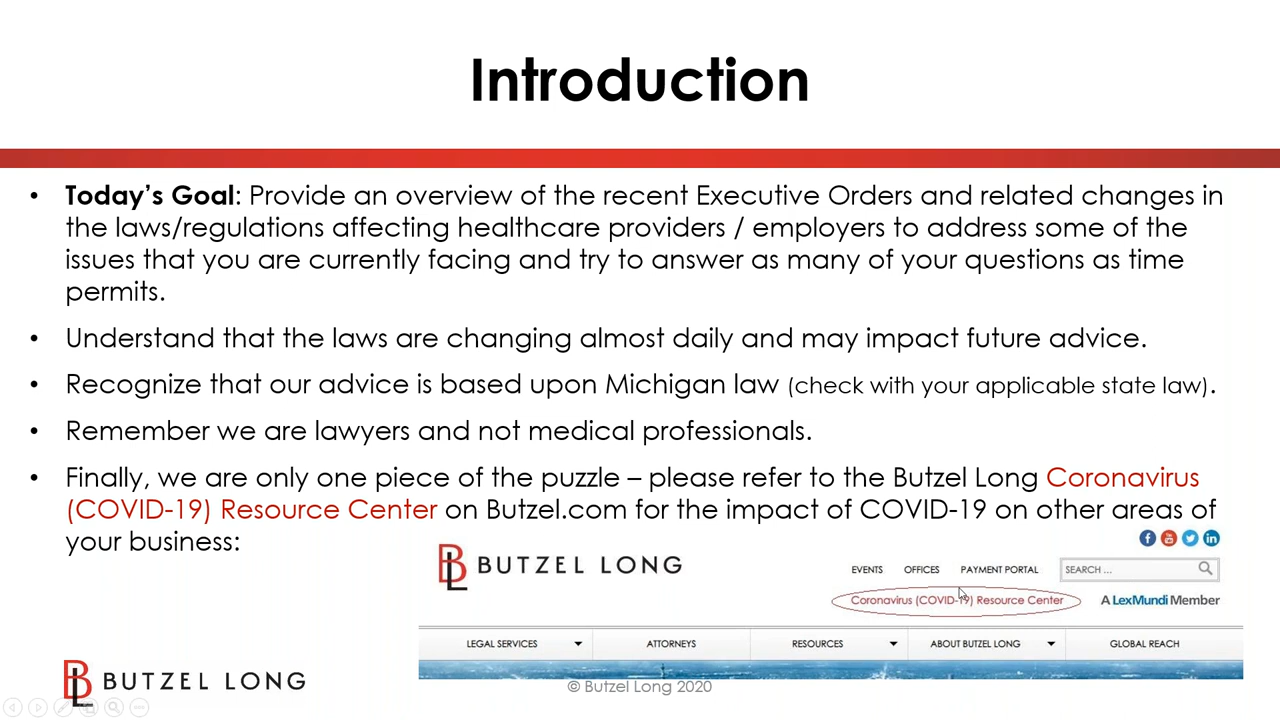 Introduction
• Today's Goal: Provide an overview of the recent Executive Orders and related changes in
the laws/regulations affecting healthcare providers / employers to address some of the
issues that you are currently facing and try to answer as many of your questions as time
permits.
• Understand that the laws are changing almost daily and may impact future advice.
• Recognize that our advice is based upon Michigan law (check with your applicable state law).
• Remember we are lawyers and not medical professionals.
• Finally, we are only one piece of the puzzle – please refer to the Butzel Long Coronavirus
(COVID-19) Resource Center on Butzel.com for the impact of COVID-19 on other areas of
your business:
BL BUTZEL LONG
EVENTS OFFICES PAYMENT PORTAL SEARCH ...
Coronavirus (COVID-19) Resource Center A LexMundi Member
LEGAL SERVICES ATTORNEYS RESOURCES ABOUT BUTZEL LONG GLOBAL REACH
BL BUTZEL LONG
© Butzel Long 2020